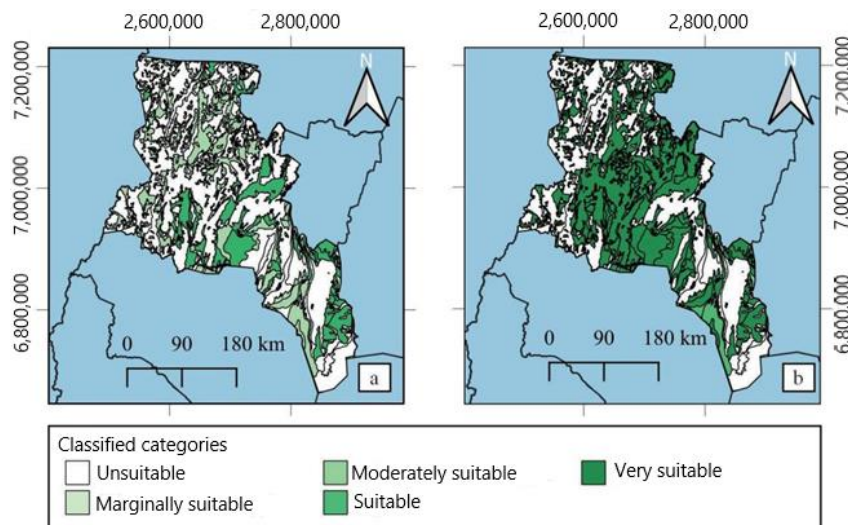 2,600,000 2,800,000 2,600,000 2,800,000
7,200,000 N N 7,200,000
7,000,000 7,000,000
6,800,000 6,800,000
0 90 180 km 0 90 180 km
a b
Classified categories
Unsuitable Moderately suitable Very suitable
Marginally suitable Suitable